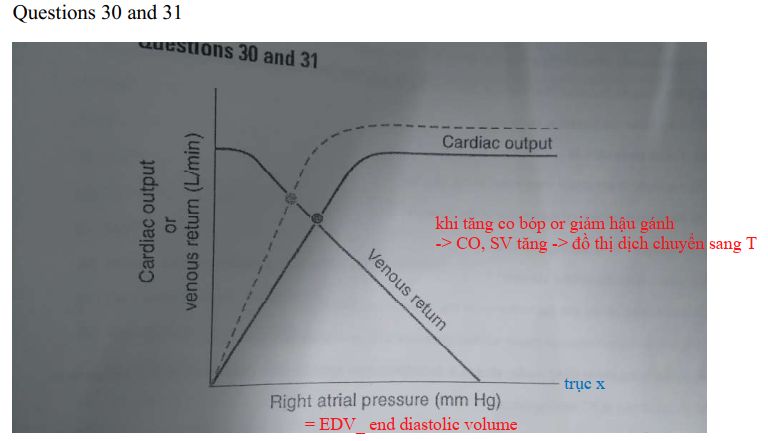 Questions 30 and 31
Questions 30 and 31
Cardiac output
or
venous return (L/min)
Cardiac output
khi tăng co bóp or giảm hậu gánh
-> CO, SV tăng -> đồ thị dịch chuyển sang T
Venous return
trục x
Right atrial pressure (mm Hg)
= EDV_ end diastolic volume